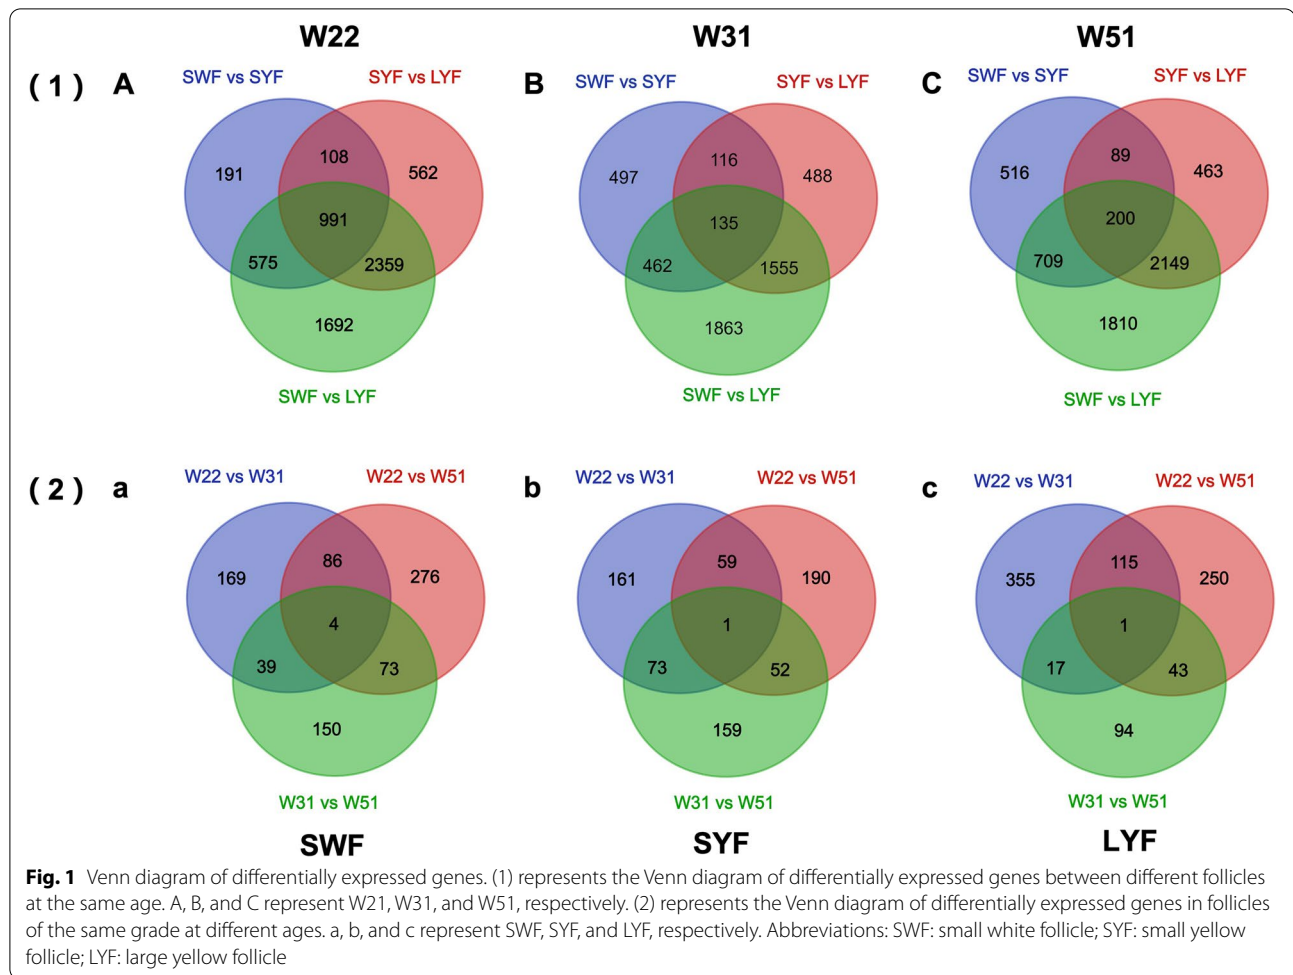 W22 W31 W51
( 1 ) A B C
SWF vs SYF SYF vs LYF SWF vs SYF SYF vs LYF SWF vs SYF SYF vs LYF
108 116 89
191 562 497 488 516 463
991 135 200
575 2359 462 1555 709 2149
1692 1863 1810
SWF vs LYF SWF vs LYF SWF vs LYF
( 2 ) a b c
W22 vs W31 W22 vs W51 W22 vs W31 W22 vs W51 W22 vs W31 W22 vs W51
86 59 115
169 276 161 190 355 250
4 1 1
39 73 73 52 17 43
150 159 94
W31 vs W51 W31 vs W51 W31 vs W51
SWF SYF LYF
Fig. 1 Venn diagram of differentially expressed genes. (1) represents the Venn diagram of differentially expressed genes between different follicles
at the same age. A, B, and C represent W21, W31, and W51, respectively. (2) represents the Venn diagram of differentially expressed genes in follicles
of the same grade at different ages. a, b, and c represent SWF, SYF, and LYF, respectively. Abbreviations: SWF: small white follicle; SYF: small yellow
follicle; LYF: large yellow follicle